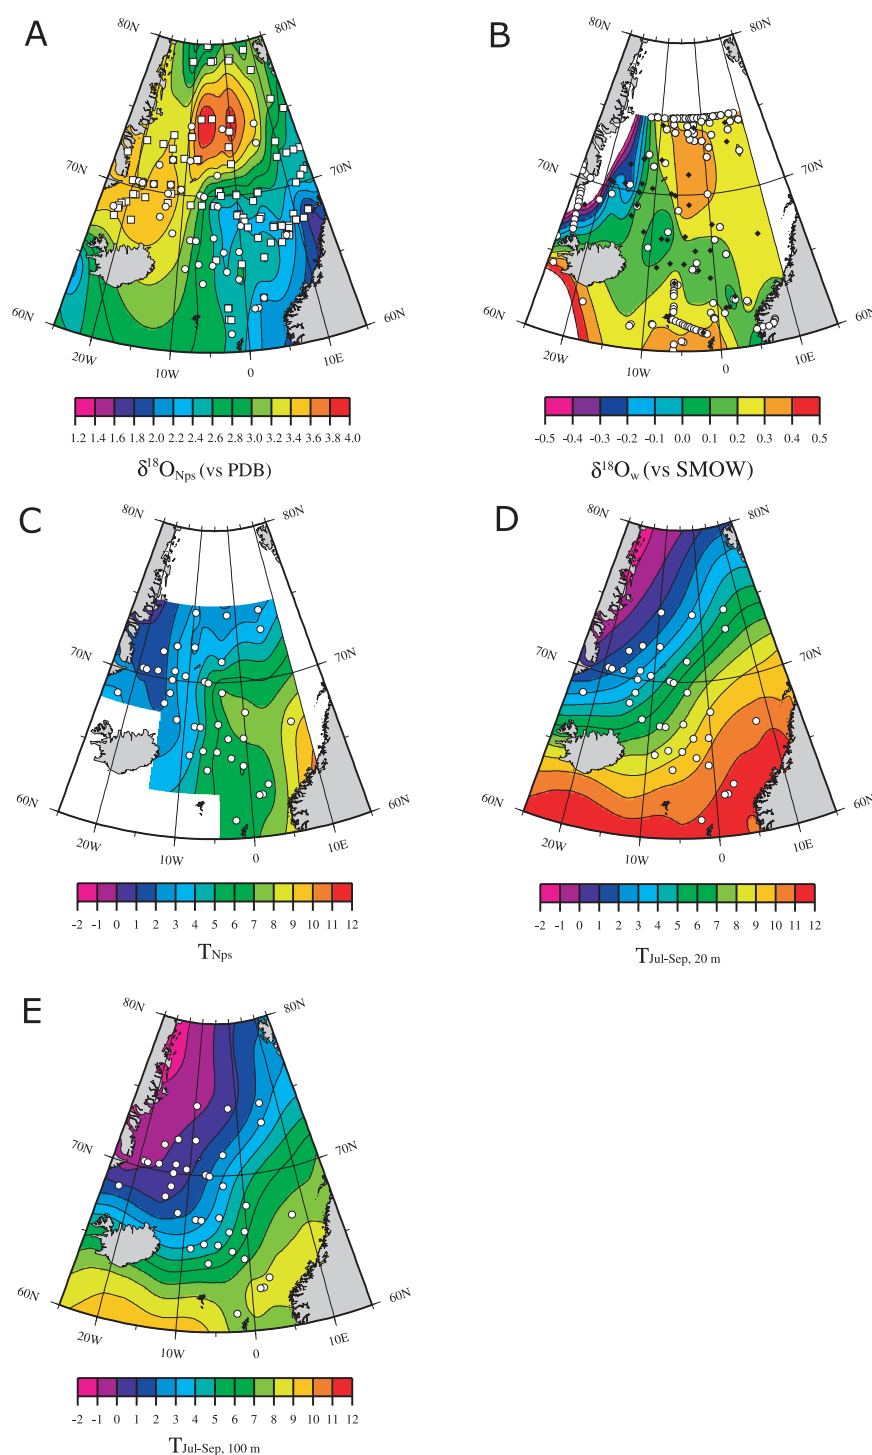 A
80N
80N
70N
70N
60N
60N
20W
10W
0
10E
1.2 1.4 1.6 1.8 2.0 2.2 2.4 2.6 2.8 3.0 3.2 3.4 3.6 3.8 4.0
δ¹⁸O_Nps (vs PDB)
B
80N
80N
70N
70N
60N
60N
20W
10W
0
10E
-0.5 -0.4 -0.3 -0.2 -0.1 0.0 0.1 0.2 0.3 0.4 0.5
δ¹⁸O_w (vs SMOW)
C
80N
80N
70N
70N
60N
60N
20W
10W
0
10E
-2 -1 0 1 2 3 4 5 6 7 8 9 10 11 12
T_Nps
D
80N
80N
70N
70N
60N
60N
20W
10W
0
10E
-2 -1 0 1 2 3 4 5 6 7 8 9 10 11 12
T_Jul-Sep, 20 m
E
80N
80N
70N
70N
60N
60N
20W
10W
0
10E
-2 -1 0 1 2 3 4 5 6 7 8 9 10 11 12
T_Jul-Sep, 100 m